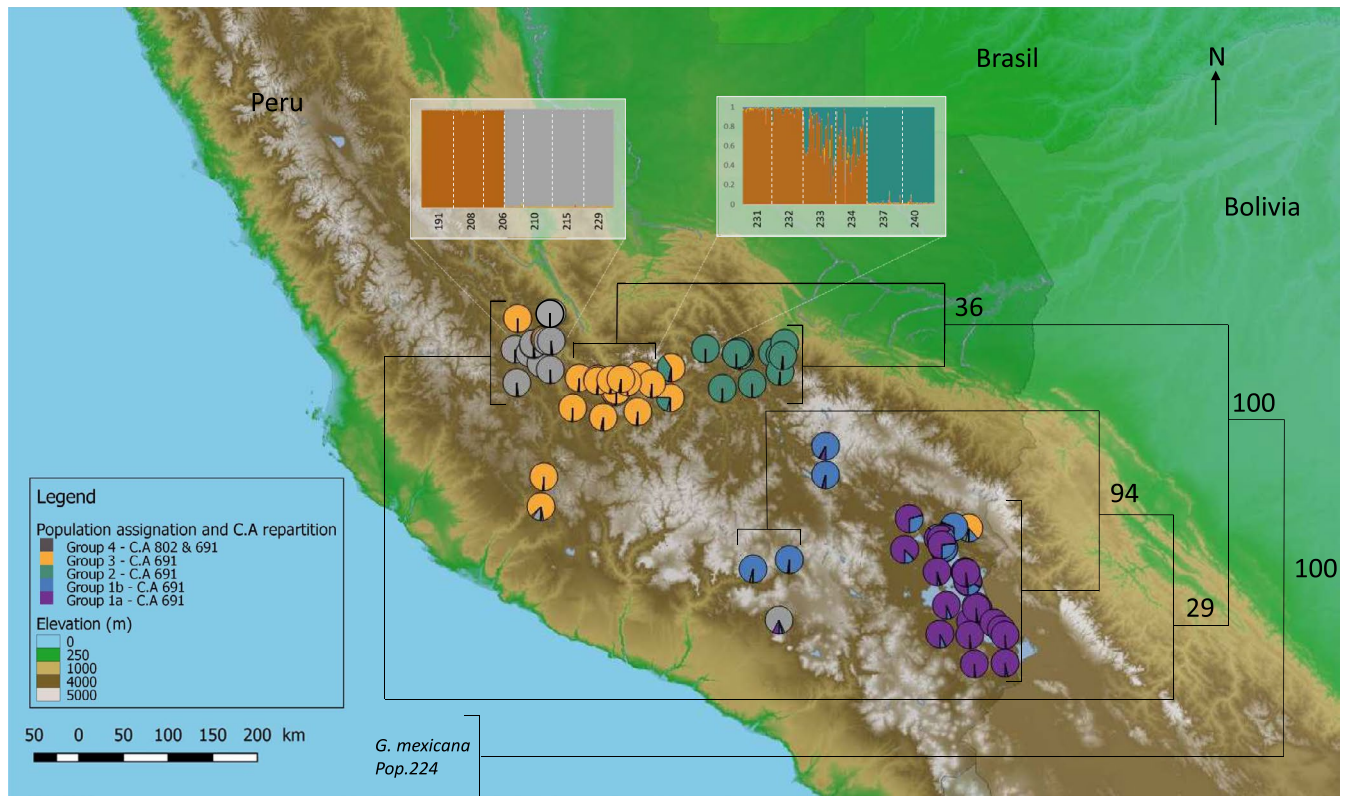 Peru
Brasil
N
Bolivia
191
208
206
210
215
229
1
0.8
0.6
0.4
0.2
0
231
232
233
234
237
240
36
100
94
100
29
Legend
Population assignation and C.A repartition
Group 4 - C.A 802 & 691
Group 3 - C.A 691
Group 2 - C.A 691
Group 1b - C.A 691
Group 1a - C.A 691
Elevation (m)
0
250
1000
4000
5000
50 0 50 100 150 200 km
G. mexicana
Pop.224